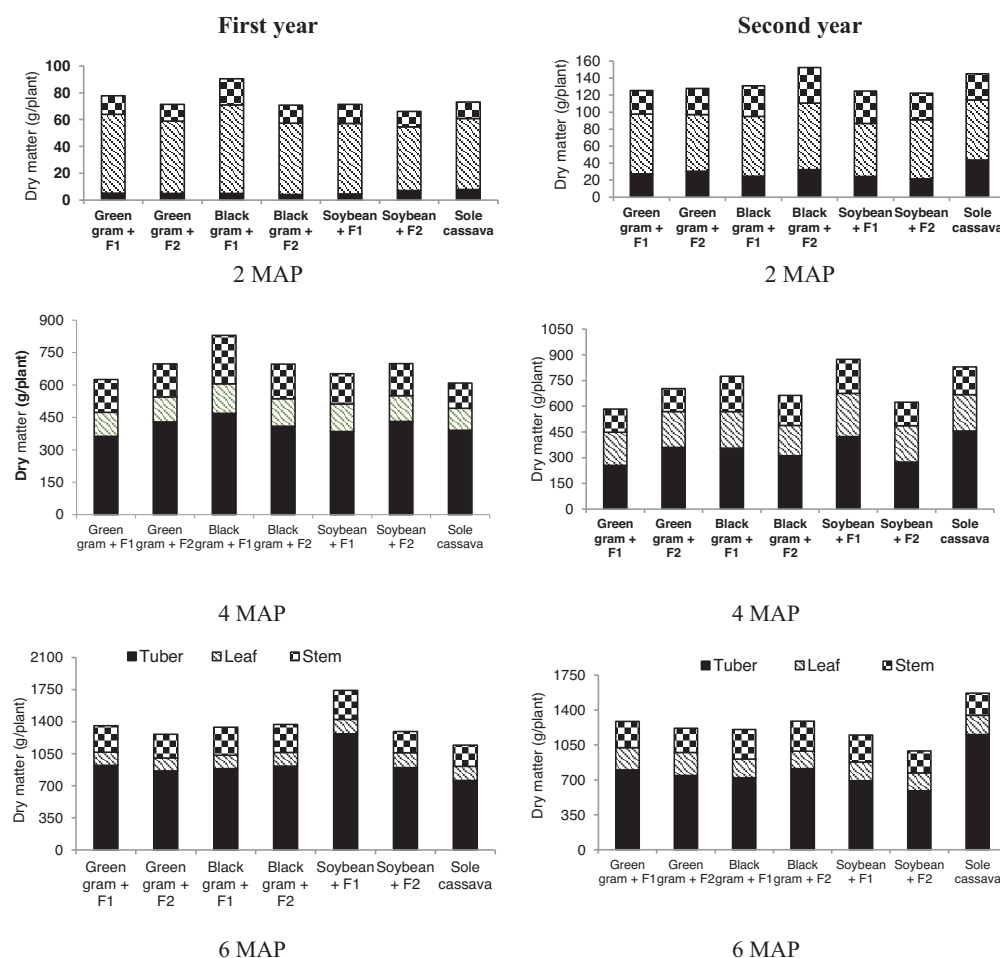 First year
Dry matter (g/plant)
100
80
60
40
20
0
Green gram + F1
Green gram + F2
Black gram + F1
Black gram + F2
Soybean + F1
Soybean + F2
Sole cassava
2 MAP
Second year
Dry matter (g/plant)
160
140
120
100
80
60
40
20
0
Green gram + F1
Green gram + F2
Black gram + F1
Black gram + F2
Soybean + F1
Soybean + F2
Sole cassava
2 MAP
Dry matter (g/plant)
900
750
600
450
300
150
0
Green gram + F1
Green gram + F2
Black gram + F1
Black gram + F2
Soybean + F1
Soybean + F2
Sole cassava
4 MAP
Dry matter (g/plant)
1050
900
750
600
450
300
150
0
Green gram + F1
Green gram + F2
Black gram + F1
Black gram + F2
Soybean + F1
Soybean + F2
Sole cassava
4 MAP
Tuber Leaf Stem
Dry matter (g/plant)
2100
1750
1400
1050
700
350
0
Green gram + F1
Green gram + F2
Black gram + F1
Black gram + F2
Soybean + F1
Soybean + F2
Sole cassava
6 MAP
Tuber Leaf Stem
Dry matter (g/plant)
1750
1400
1050
700
350
0
Green gram + F1
Green gram + F2
Black gram + F1
Black gram + F2
Soybean + F1
Soybean + F2
Sole cassava
6 MAP